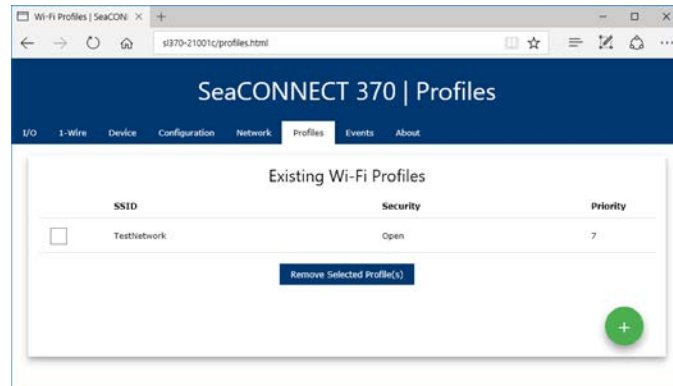 Wi-Fi Profiles | SeaCONN
sl370-21001c/profiles.html
SeaCONNECT 370 | Profiles
I/O 1-Wire Device Configuration Network Profiles Events About
Existing Wi-Fi Profiles
SSID Security Priority
TestNetwork Open 7
Remove Selected Profile(s)
+